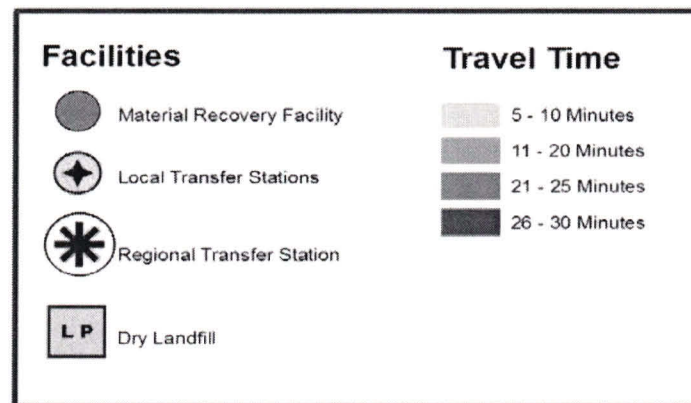 Facilities
Material Recovery Facility
Local Transfer Stations
Regional Transfer Station
L P
Dry Landfill
Travel Time
5 - 10 Minutes
11 - 20 Minutes
21 - 25 Minutes
26 - 30 Minutes